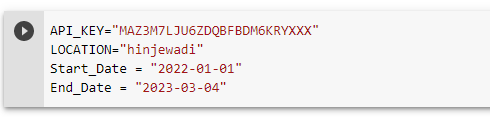 API_KEY="MAZ3M7LJU6ZDQBFBDM6KRYXXX"
LOCATION="hinjewadi"
Start_Date = "2022-01-01"
End_Date = "2023-03-04"